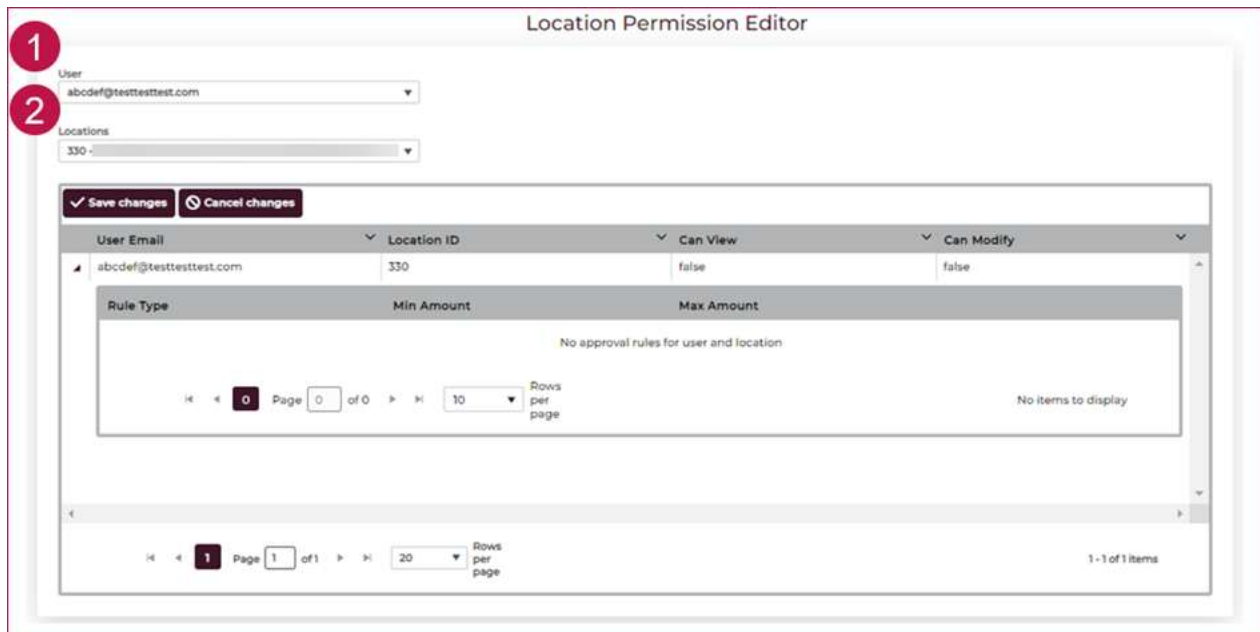 Location Permission Editor
1
User
abcdef@testtesttest.com
2
Locations
330 -
Save changes Cancel changes
User Email Location ID Can View Can Modify
abcdef@testtesttest.com 330 false false
Rule Type Min Amount Max Amount
No approval rules for user and location
0 Page 0 of 0 10 Rows per page No items to display
1 Page 1 of 1 20 Rows per page 1 - 1 of 1 items